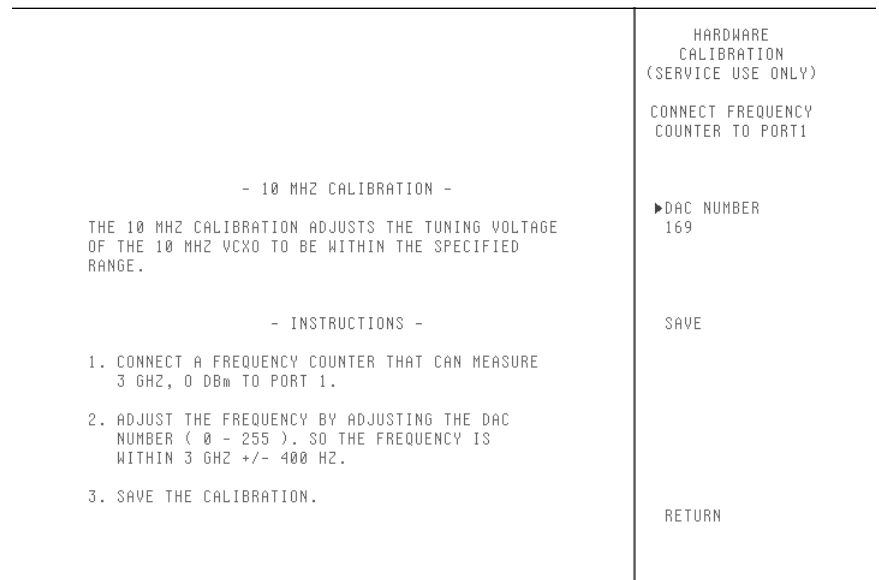 - 10 MHZ CALIBRATION -
THE 10 MHZ CALIBRATION ADJUSTS THE TUNING VOLTAGE
OF THE 10 MHZ VCXO TO BE WITHIN THE SPECIFIED
RANGE.
- INSTRUCTIONS -
1. CONNECT A FREQUENCY COUNTER THAT CAN MEASURE
3 GHZ, O DBm TO PORT 1.
2. ADJUST THE FREQUENCY BY ADJUSTING THE DAC
NUMBER ( 0 - 255 ). SO THE FREQUENCY IS
WITHIN 3 GHZ +/- 400 HZ.
3. SAVE THE CALIBRATION.
HARDWARE
CALIBRATION
(SERVICE USE ONLY)
CONNECT FREQUENCY
COUNTER TO PORT1
▶DAC NUMBER
169
SAVE
RETURN